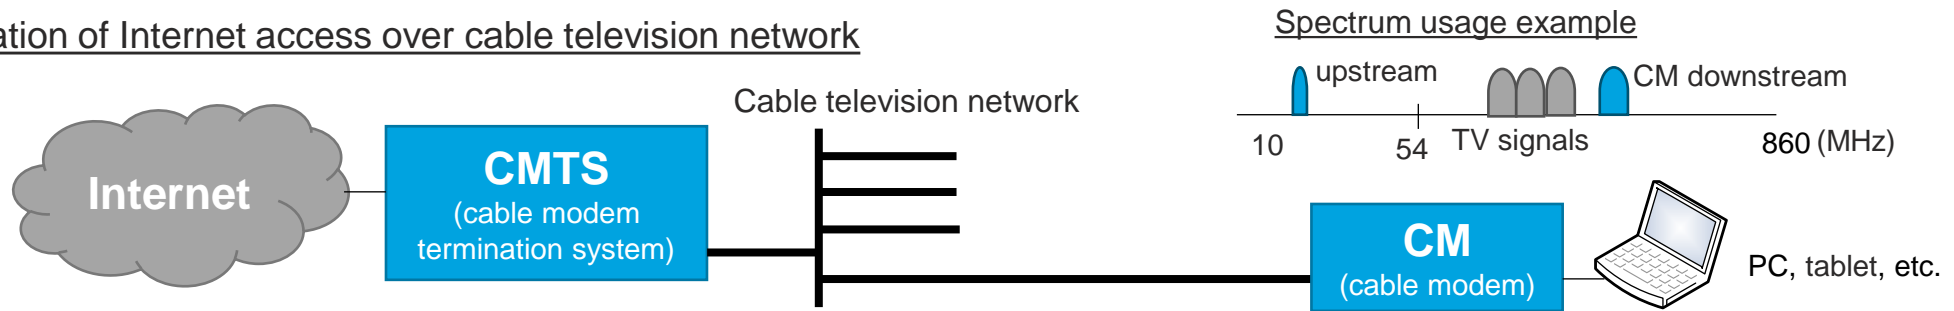 of Internet access over cable television network
Spectrum usage example
upstream
CM downstream
10
54
TV signals
860 (MHz)
Cable television network
Internet
CMTS
(cable modem
termination system)
CM
(cable modem)
PC, tablet, etc.